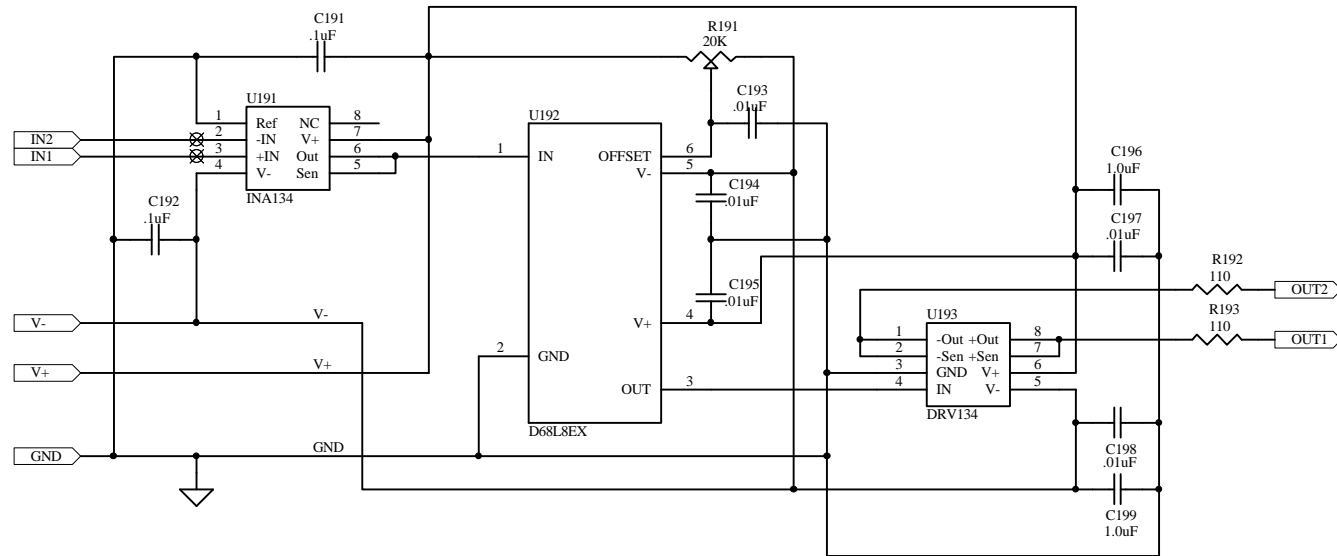 C191
.1uF
R191
20K
C193
.01uF
U191
1 Ref NC 8
2 -IN V+ 7
3 +IN Out 6
4 V- Sen 5
INA134
IN2
IN1
C192
.1uF
U192
1 IN
OFFSET 6
V- 5
V+ 4
2 GND
OUT 3
D68L8EX
C194
.01uF
C195
.01uF
C196
1.0uF
C197
.01uF
R192
110
OUT2
R193
110
OUT1
U193
1 -Out +Out 8
2 -Sen +Sen 7
3 GND V+ 6
4 IN V- 5
DRV134
V- V-
V+ V+
GND GND
C198
.01uF
C199
1.0uF